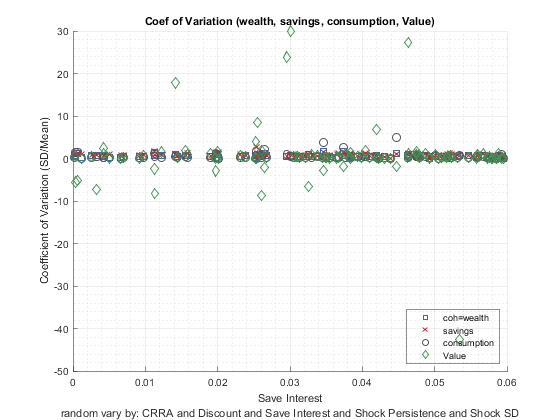 Coef of Variation (wealth, savings, consumption, Value)
30
20
10
0
-10
-20
-30
-40
-50
Coefficient of Variation (SD/Mean)
coh=wealth
savings
consumption
Value
0
0.01
0.02
0.03
0.04
0.05
0.06
Save Interest
random vary by: CRRA and Discount and Save Interest and Shock Persistence and Shock SD